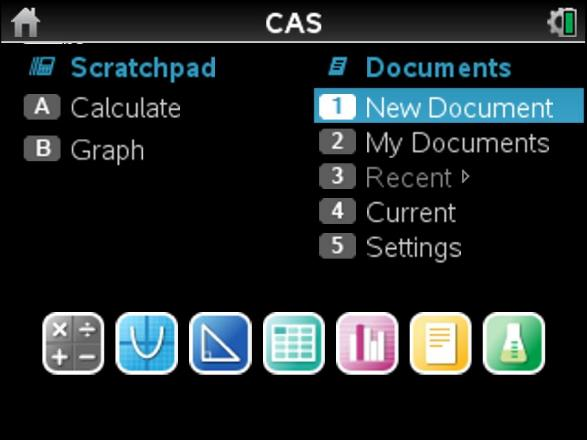 CAS
Scratchpad
A Calculate
B Graph
Documents
1 New Document
2 My Documents
3 Recent ▷
4 Current
5 Settings
× ÷
+ −